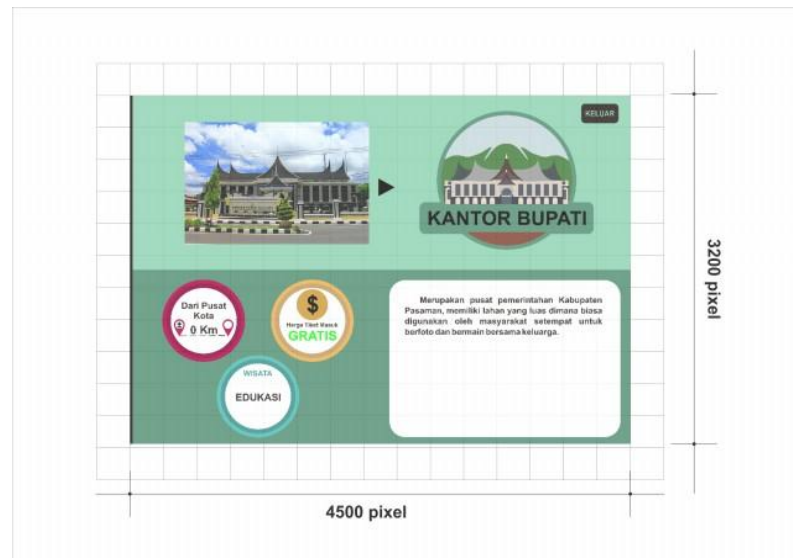 KELUAR
KANTOR BUPATI
Dari Pusat
Kota
0 Km
$
Harga Tiket Masuk
GRATIS
WISATA
EDUKASI
Merupakan pusat pemerintahan Kabupaten
Pasaman, memiliki lahan yang luas dimana biasa
digunakan oleh masyarakat setempat untuk
berfoto dan bermain bersama keluarga.
3200 pixel
4500 pixel